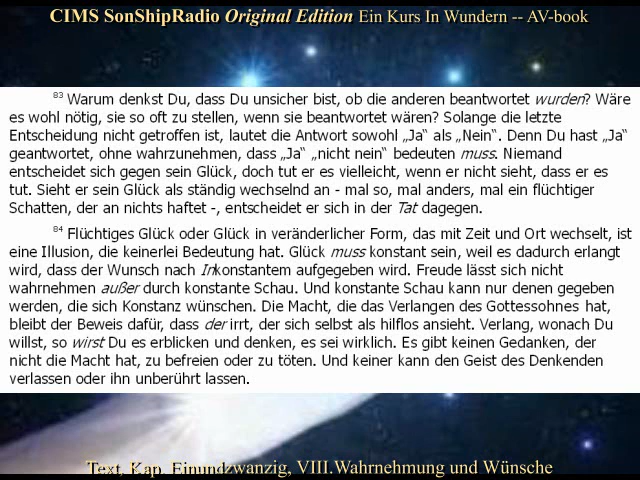 CIMS SonShipRadio Original Edition Ein Kurs In Wundern -- AV-book
83 Warum denkst Du, dass Du unsicher bist, ob die anderen beantwortet wurden? Wäre
es wohl nötig, sie so oft zu stellen, wenn sie beantwortet wären? Solange die letzte
Entscheidung nicht getroffen ist, lautet die Antwort sowohl „Ja“ als „Nein“. Denn Du hast „Ja“
geantwortet, ohne wahrzunehmen, dass „Ja“ „nicht nein“ bedeuten muss. Niemand
entscheidet sich gegen sein Glück, doch tut er es vielleicht, wenn er nicht sieht, dass er es
tut. Sieht er sein Glück als ständig wechselnd an - mal so, mal anders, mal ein flüchtiger
Schatten, der an nichts haftet -, entscheidet er sich in der Tat dagegen.
84 Flüchtiges Glück oder Glück in veränderlicher Form, das mit Zeit und Ort wechselt, ist
eine Illusion, die keinerlei Bedeutung hat. Glück muss konstant sein, weil es dadurch erlangt
wird, dass der Wunsch nach Inkonstantem aufgegeben wird. Freude lässt sich nicht
wahrnehmen außer durch konstante Schau. Und konstante Schau kann nur denen gegeben
werden, die sich Konstanz wünschen. Die Macht, die das Verlangen des Gottessohnes hat,
bleibt der Beweis dafür, dass der irrt, der sich selbst als hilflos ansieht. Verlang, wonach Du
willst, so wirst Du es erblicken und denken, es sei wirklich. Es gibt keinen Gedanken, der
nicht die Macht hat, zu befreien oder zu töten. Und keiner kann den Geist des Denkenden
verlassen oder ihn unberührt lassen.
Text, Kap. Einundzwanzig, VIII.Wahrnehmung und Wünsche